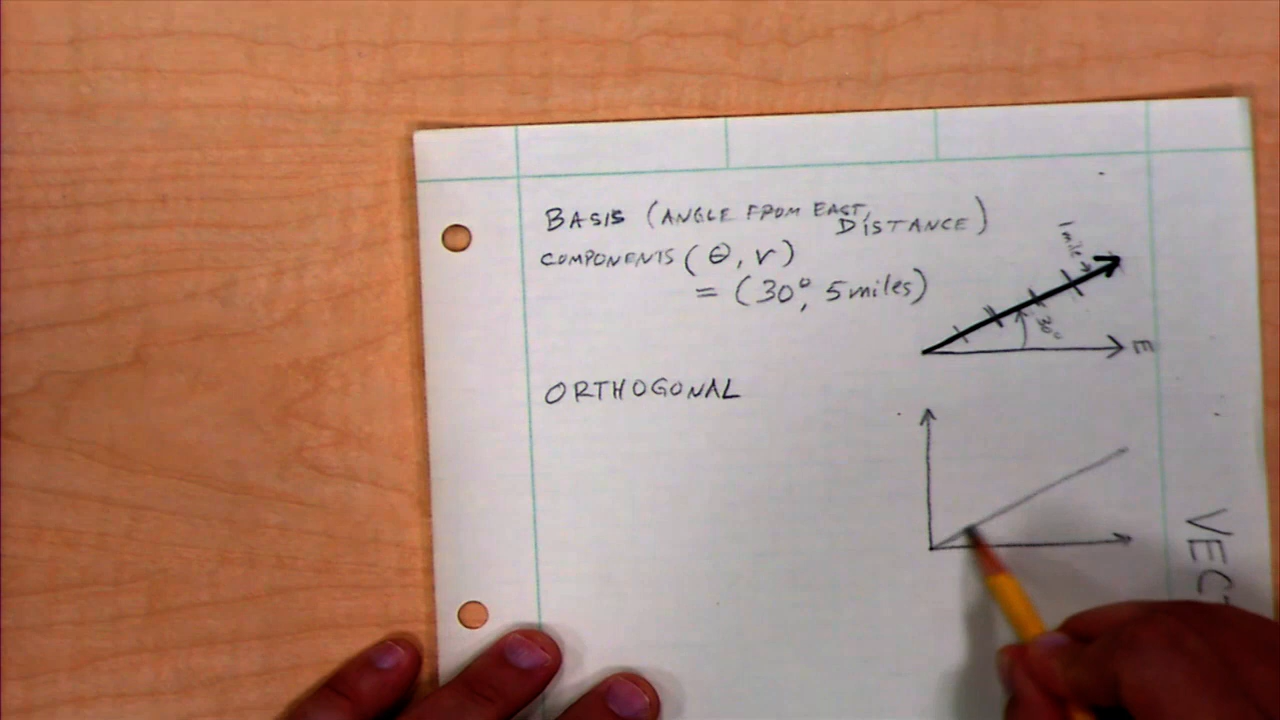 BASIS (ANGLE FROM EAST, DISTANCE)
COMPONENTS (θ, r)
= (30°, 5 miles)
1 mile
30°
E
ORTHOGONAL
VEC